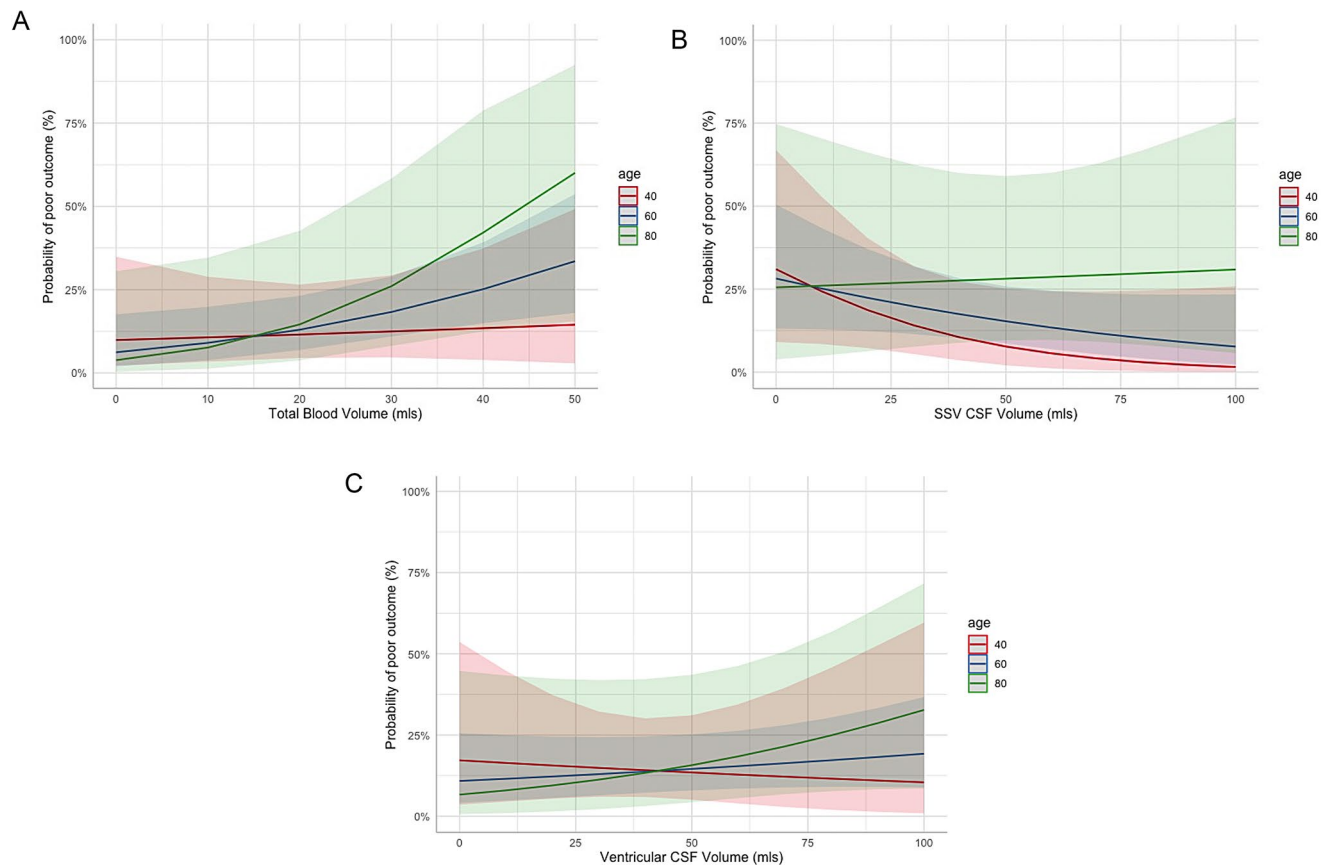 A
Probability of poor outcome (%)
100%
75%
50%
25%
0%
0 10 20 30 40 50
Total Blood Volume (mls)
age
40
60
80
B
Probability of poor outcome (%)
100%
75%
50%
25%
0%
0 25 50 75 100
SSV CSF Volume (mls)
age
40
60
80
C
Probability of poor outcome (%)
100%
75%
50%
25%
0%
0 25 50 75 100
Ventricular CSF Volume (mls)
age
40
60
80